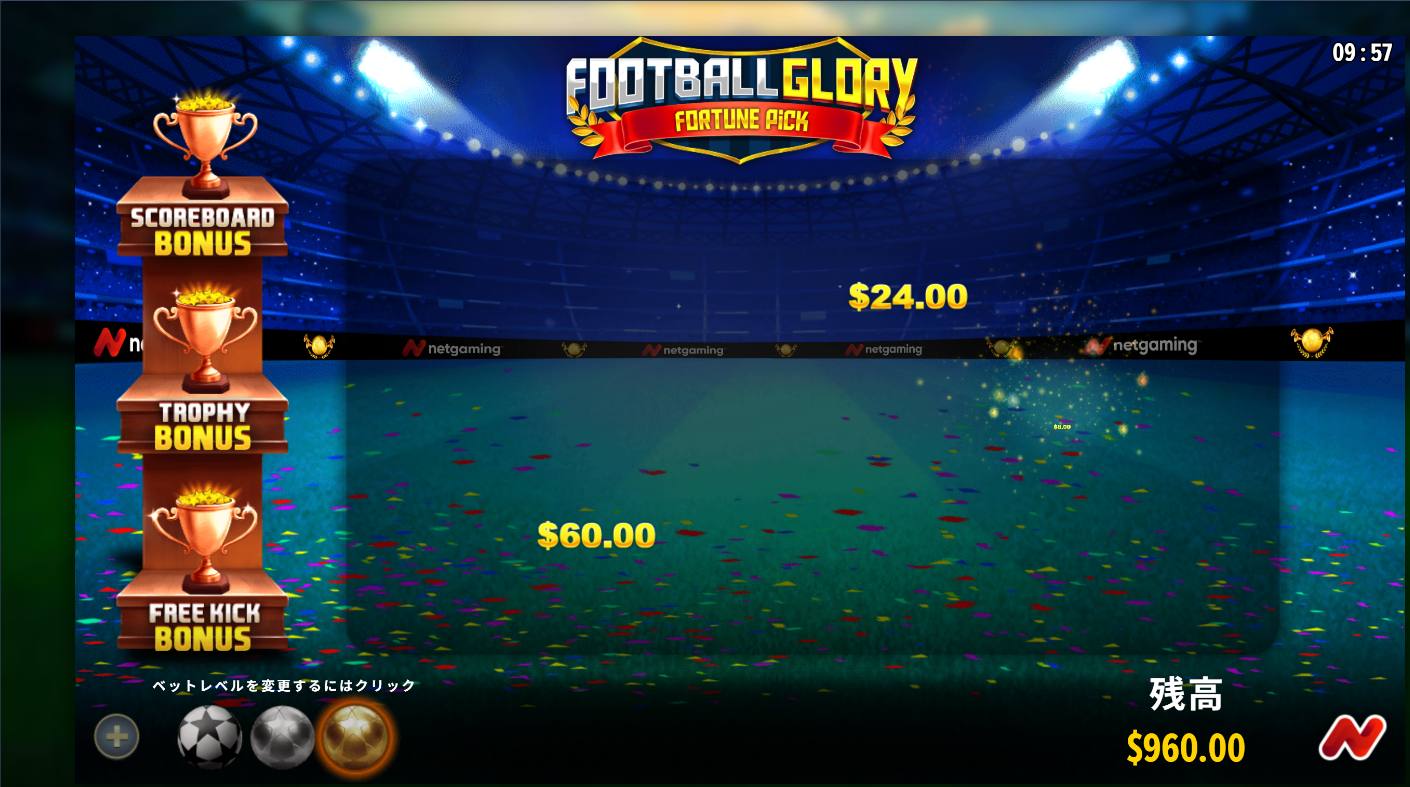 FOOTBALL GLORY
FORTUNE PICK
09:57
SCOREBOARD
BONUS
$24.00
netgaming
netgaming
netgaming
netgaming
TROPHY
BONUS
$60.00
FREE KICK
BONUS
ベットレベルを変更するにはクリック
残高
$960.00